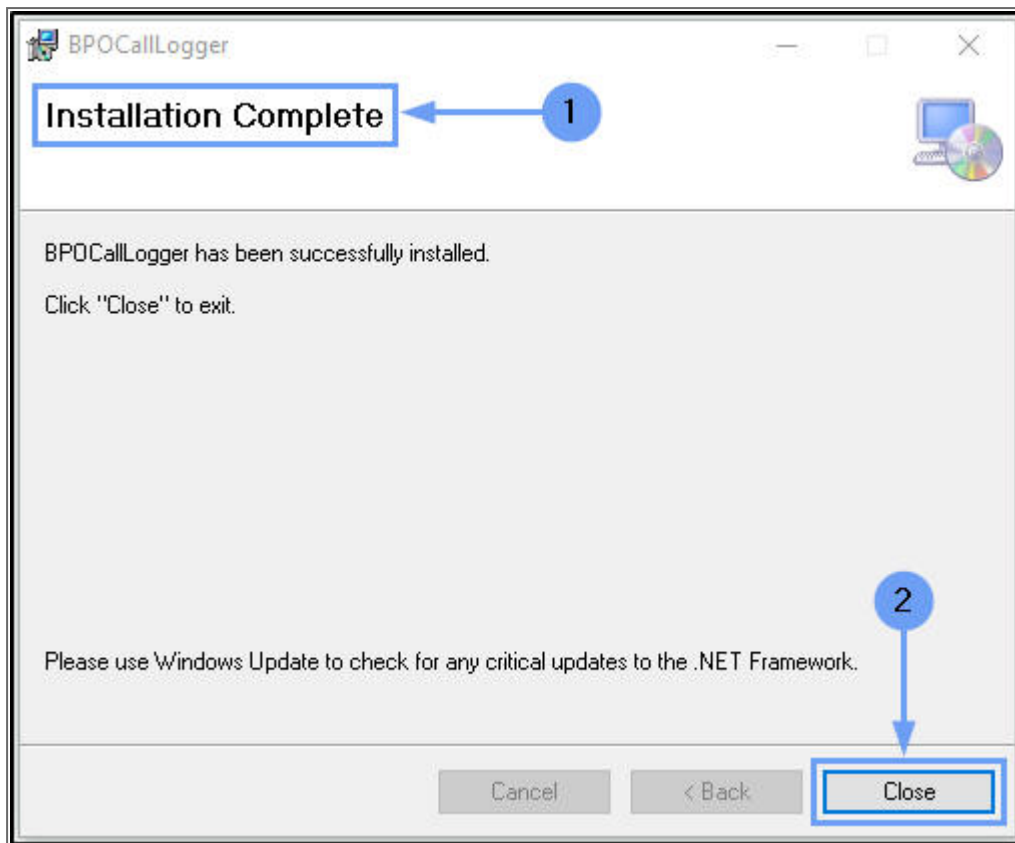 BPOCallLogger
Installation Complete
1
BPOCallLogger has been successfully installed.
Click "Close" to exit.
2
Please use Windows Update to check for any critical updates to the .NET Framework.
Cancel
< Back
Close